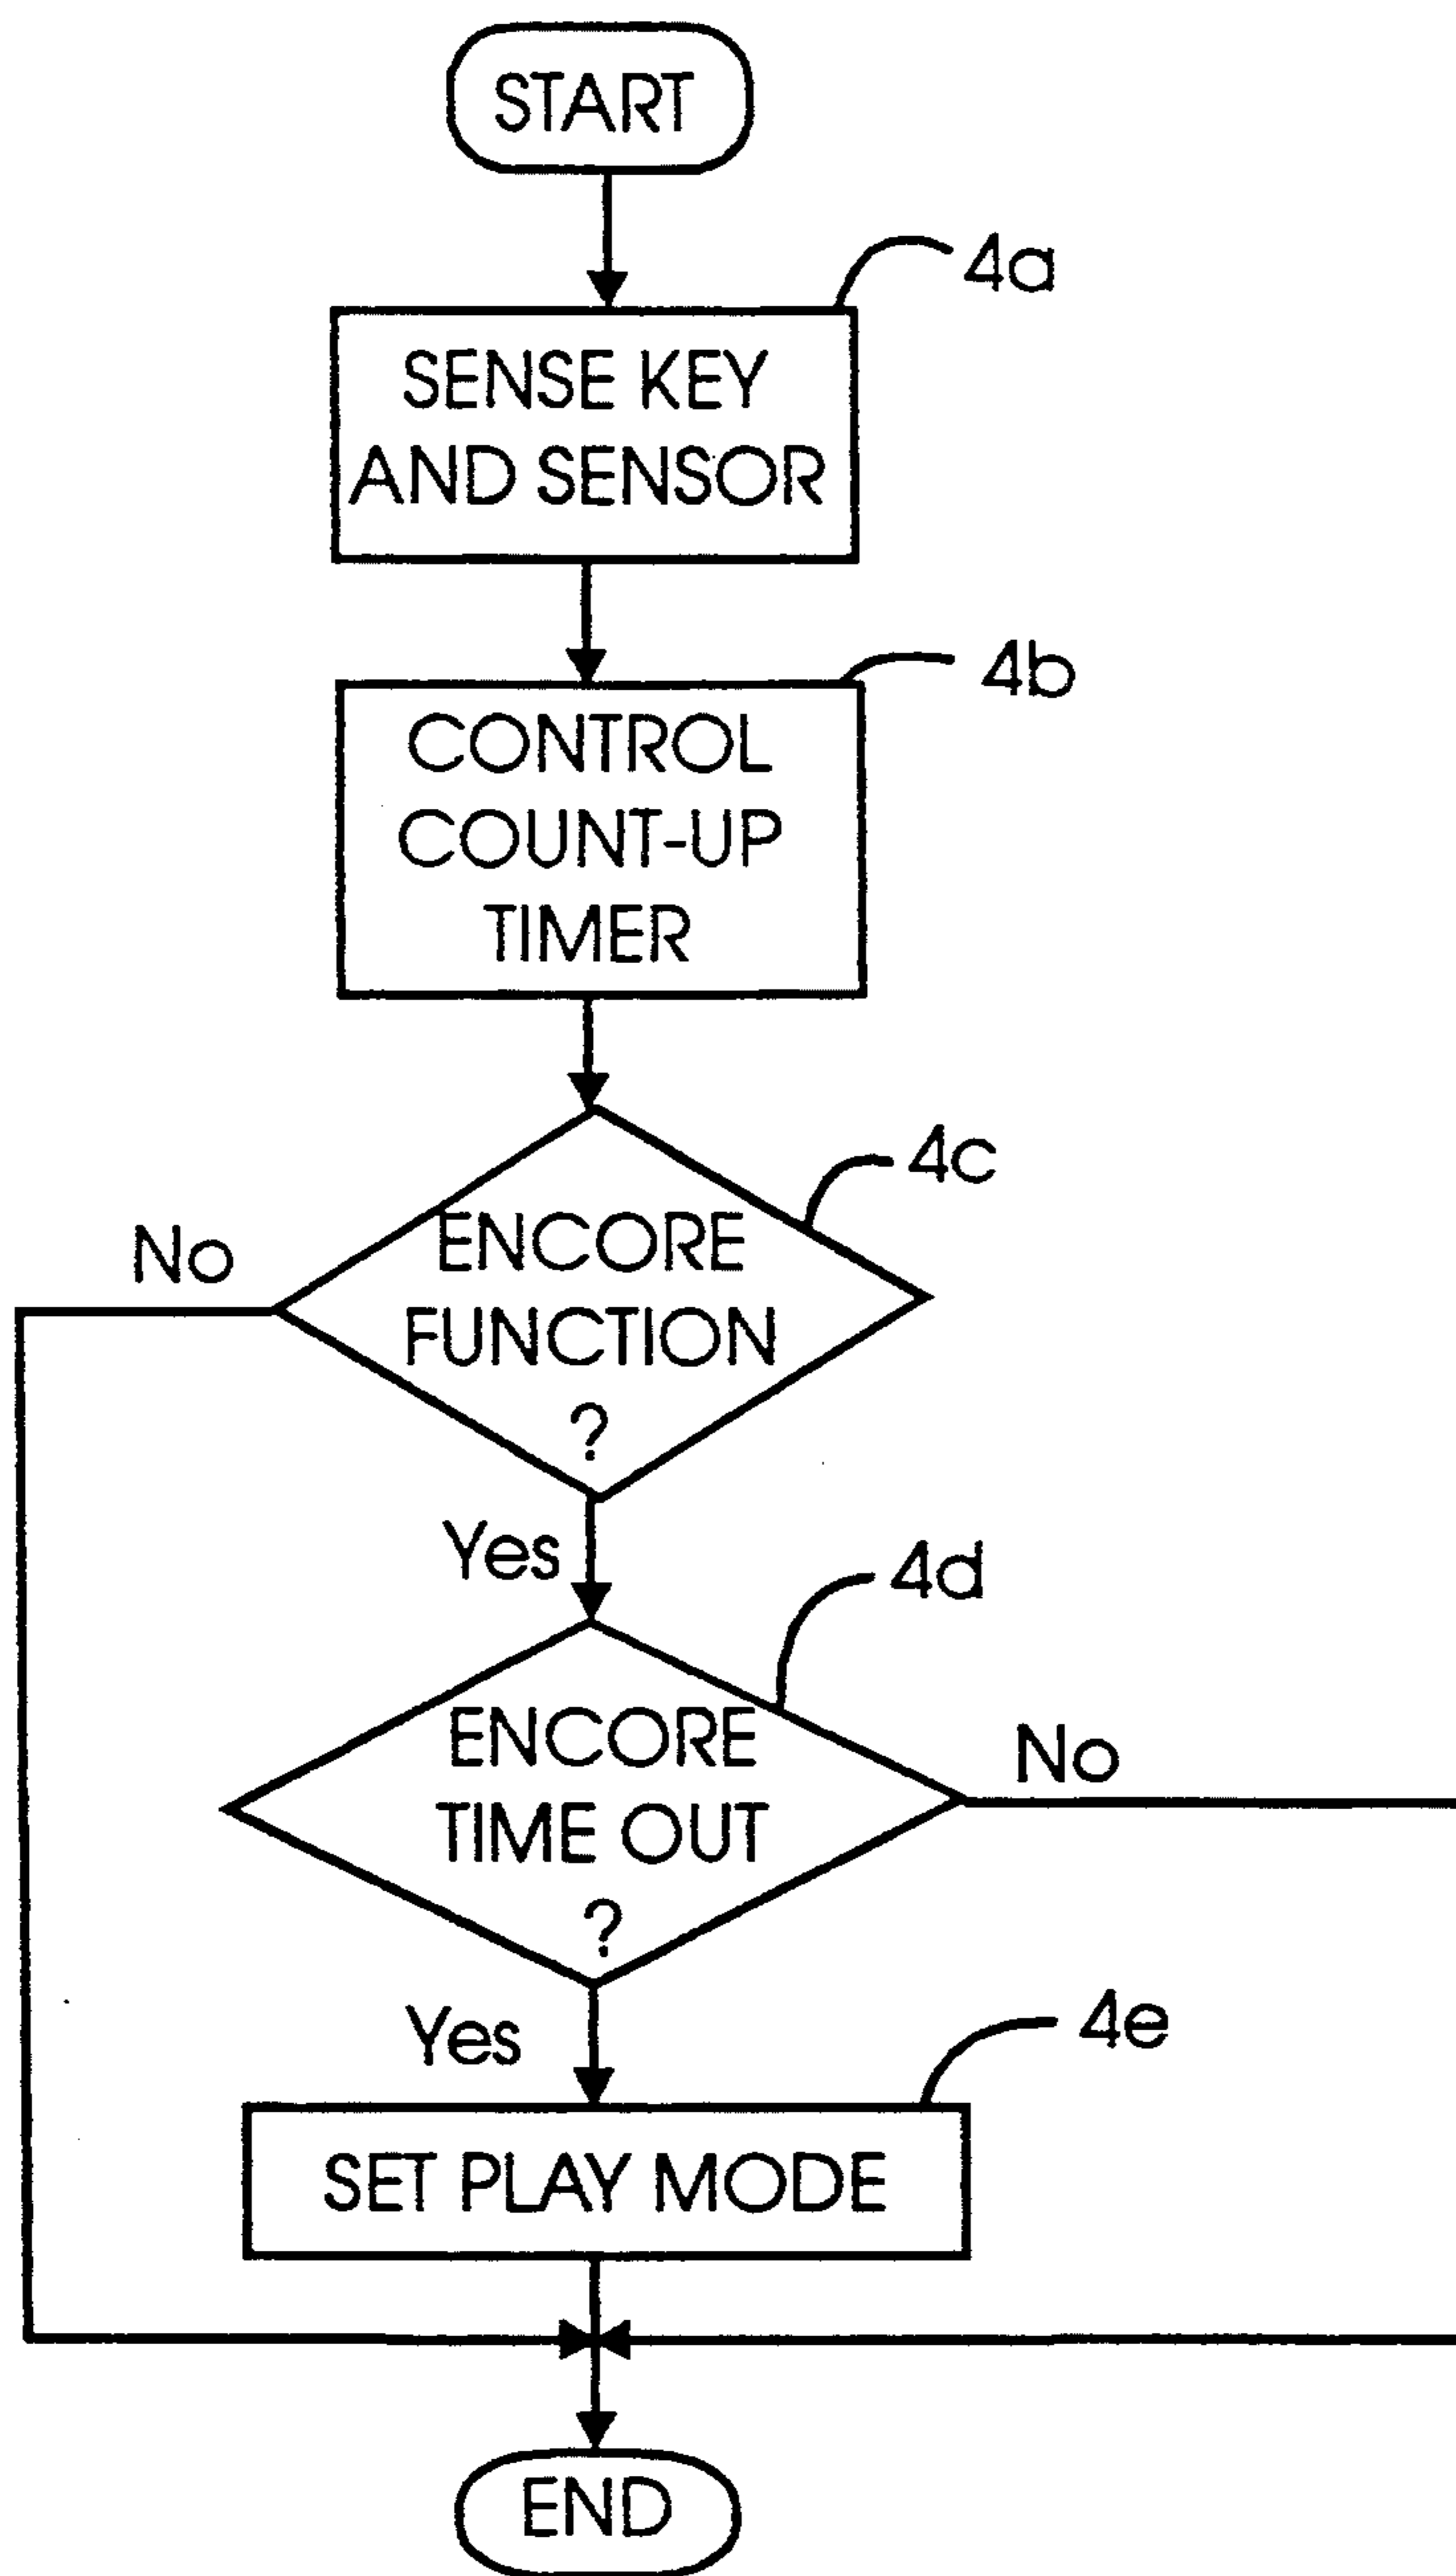 START
4a
SENSE KEY
AND SENSOR
4b
CONTROL
COUNT-UP
TIMER
4c
No
ENCORE
FUNCTION
?
Yes
4d
ENCORE
TIME OUT
?
No
Yes
4e
SET PLAY MODE
END